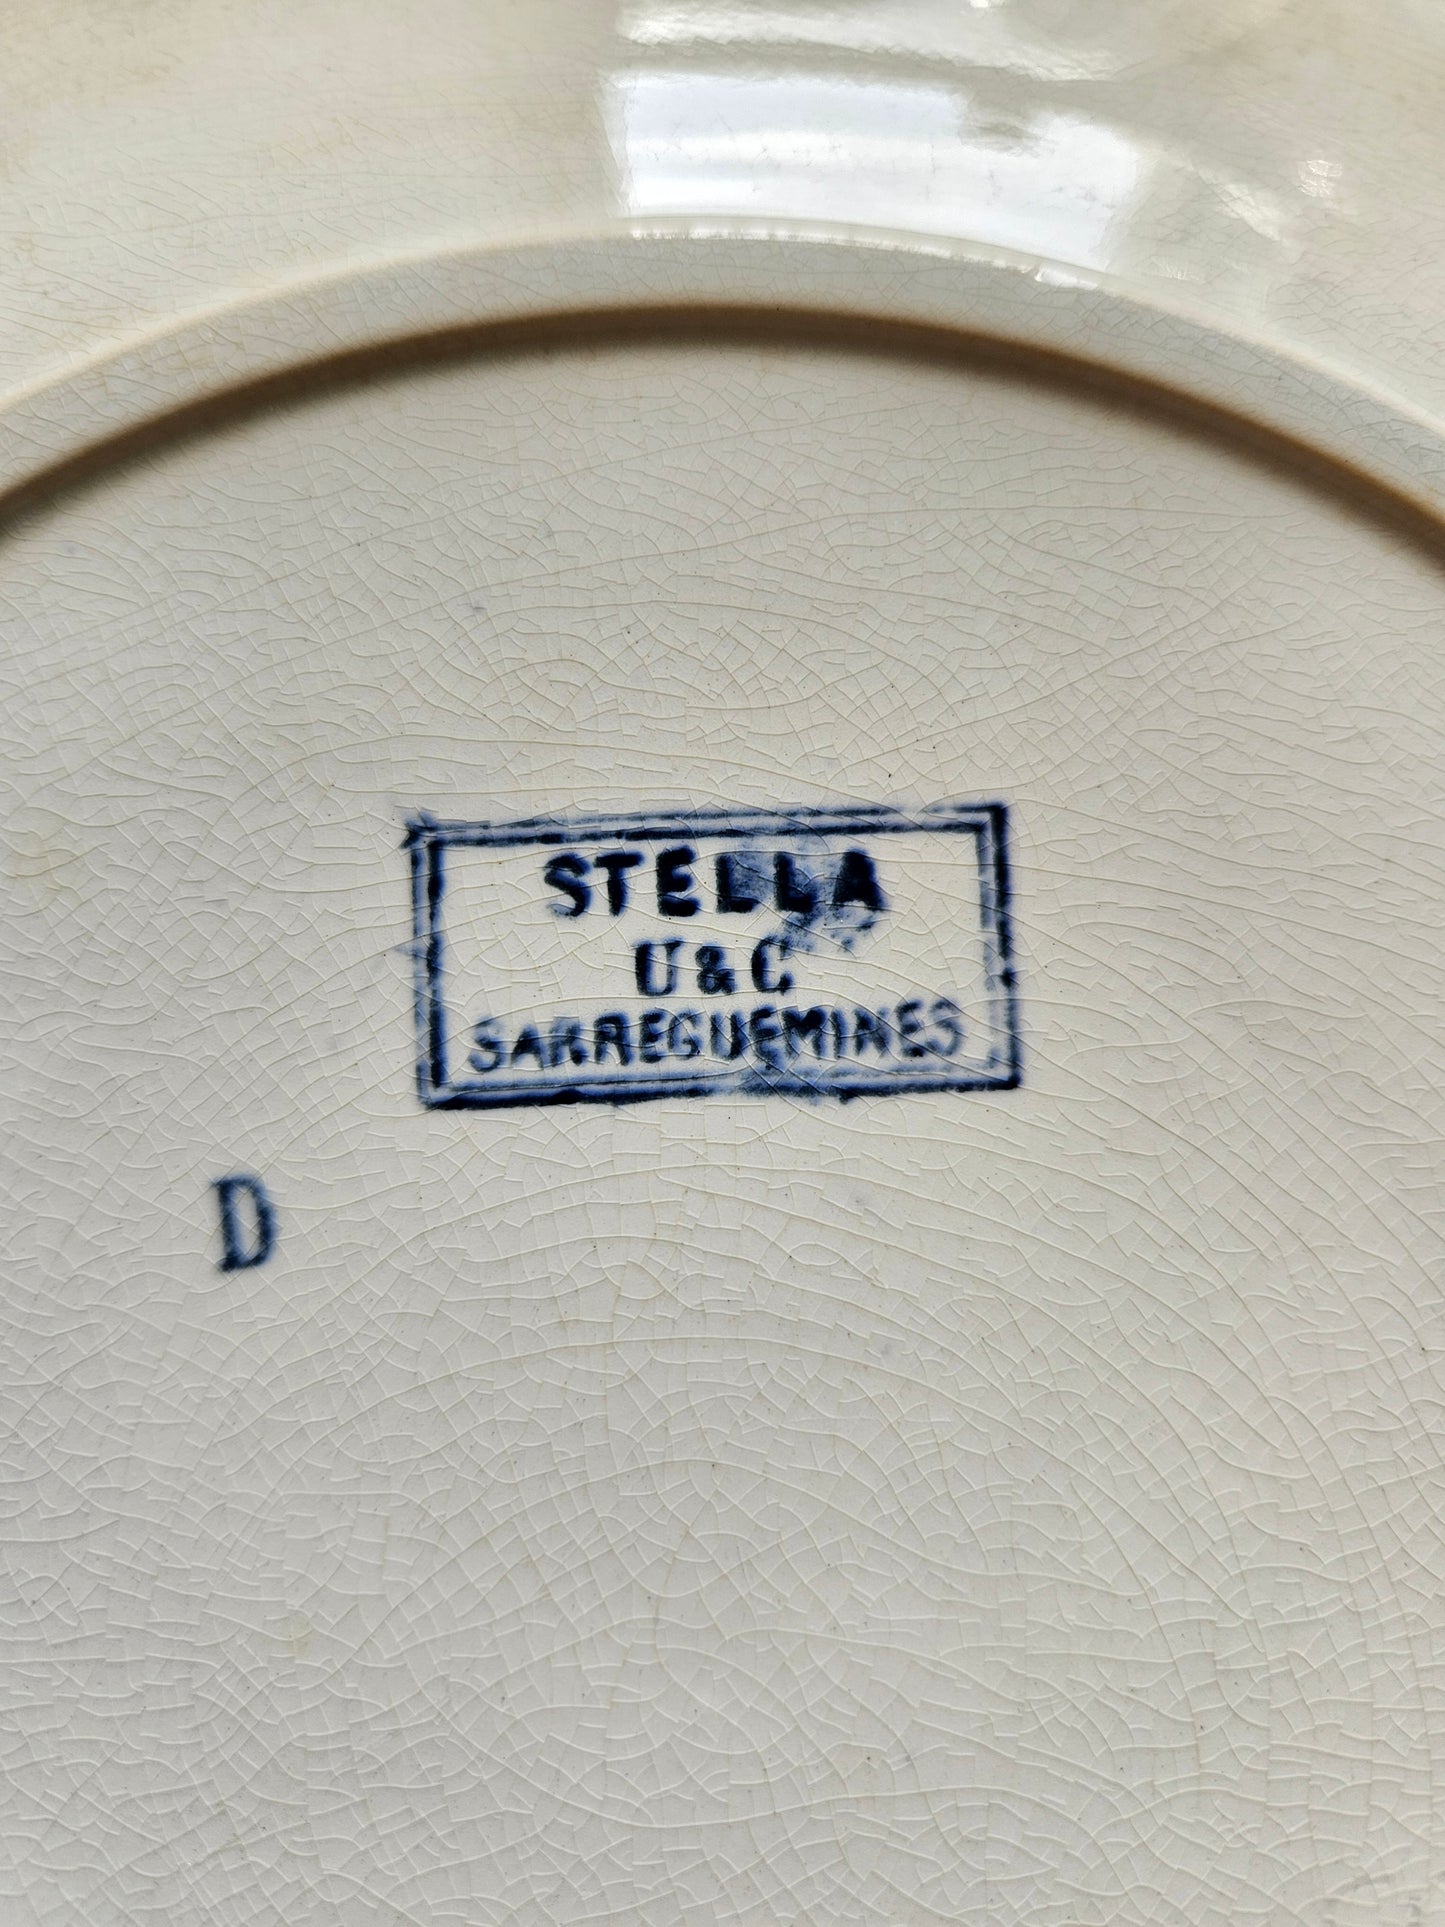 STELLA
U & C
SARREGUEMINES
D